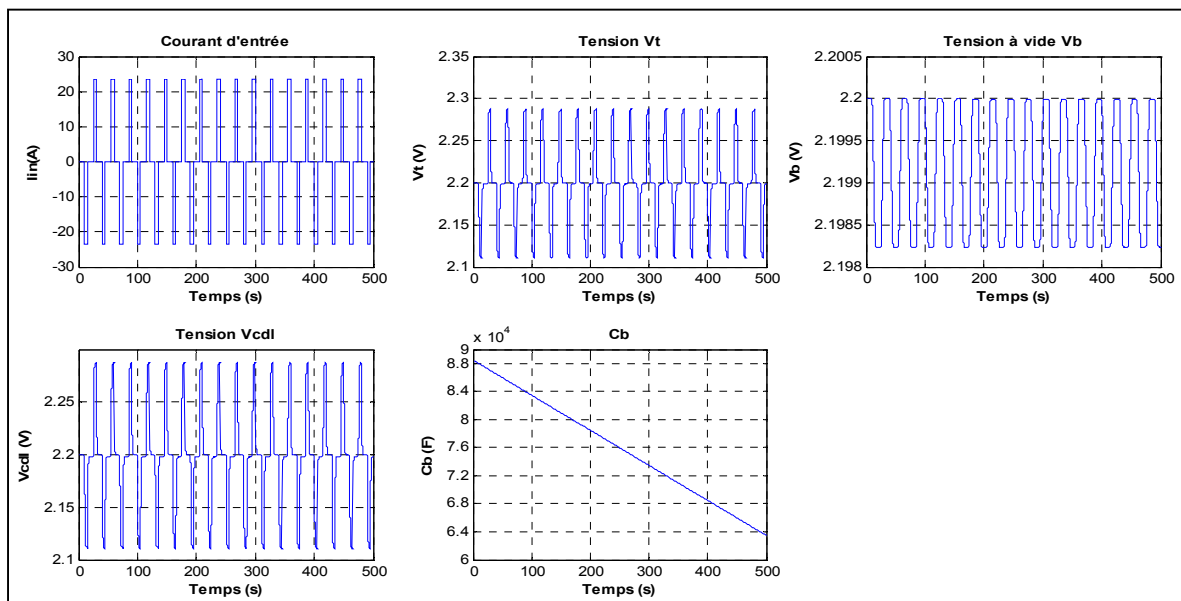 Courant d'entrée
30
20
10
0
-10
-20
-30
Iin(A)
0 100 200 300 400 500
Temps (s)
Tension Vt
2.35
2.3
2.25
2.2
2.15
2.1
Vt (V)
0 100 200 300 400 500
Temps (s)
Tension à vide Vb
2.2005
2.2
2.1995
2.199
2.1985
2.198
Vb (V)
0 100 200 300 400 500
Temps (s)
Tension Vcdl
2.25
2.2
2.15
2.1
Vcdl (V)
0 100 200 300 400 500
Temps (s)
Cb
x 10^4
9
8.8
8.4
8
7.6
7.2
6.8
6.4
6
Cb (F)
0 100 200 300 400 500
Temps (s)